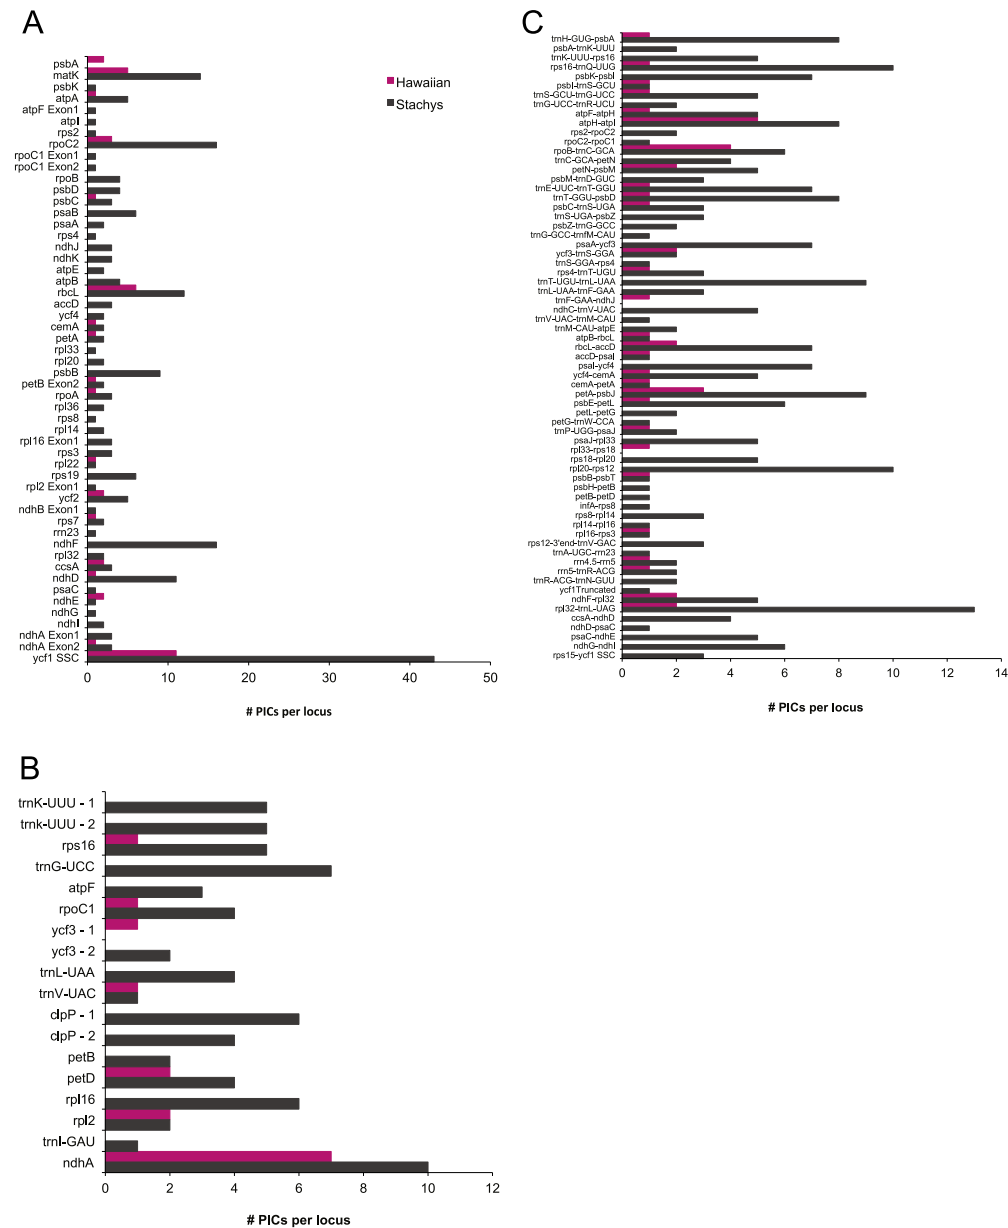 A
psbA
matK
psbK
atpA
atpF Exon1
atpI
rps2
rpoC2
rpoC1 Exon1
rpoC1 Exon2
rpoB
psbD
psbC
psaB
psaA
rps4
ndhJ
ndhK
atpE
atpB
rbcL
accD
ycf4
cemA
petA
rpl33
rpl20
psbB
petB Exon2
rpoA
rpl36
rps8
rpl14
rpl16 Exon1
rps3
rpl22
rps19
rpl2 Exon1
ycf2
ndhB Exon1
rps7
rrn23
ndhF
rpl32
ccsA
ndhD
psaC
ndhE
ndhG
ndhI
ndhA Exon1
ndhA Exon2
ycf1 SSC
0 10 20 30 40 50
# PICs per locus
Hawaiian
Stachys
C
trnH-GUG-psbA
psbA-trnK-UUU
trnK-UUU-rps16
rps16-trnQ-UUG
psbK-psbI
psbI-trnS-GCU
trnS-GCU-trnG-UCC
trnG-UCC-trnR-UCU
atpF-atpH
atpH-atpI
rps2-rpoC2
rpoC2-rpoC1
rpoB-trnC-GCA
trnC-GCA-petN
petN-psbM
psbM-trnD-GUC
trnE-UUC-trnT-GGU
trnT-GGU-psbD
psbC-trnS-UGA
trnS-UGA-psbZ
psbZ-trnG-GCC
trnG-GCC-trnfM-CAU
psaA-ycf3
ycf3-trnS-GGA
trnS-GGA-rps4
rps4-trnT-UGU
trnT-UGU-trnL-UAA
trnL-UAA-trnF-GAA
trnF-GAA-ndhJ
ndhC-trnV-UAC
trnV-UAC-trnM-CAU
trnM-CAU-atpE
atpB-rbcL
rbcL-accD
accD-psaI
psaI-ycf4
ycf4-cemA
cemA-petA
petA-psbJ
psbE-petL
petL-petG
petG-trnW-CCA
trnP-UGG-psaJ
psaJ-rpl33
rpl33-rps18
rps18-rpl20
rpl20-rps12
psbB-psbT
psbH-petB
petB-petD
infA-rps8
rps8-rpl14
rpl14-rpl16
rpl16-rps3
rps12-3'end-trnV-GAC
trnA-UGC-rrn23
rrn4.5-rrn5
rrn5-trnR-ACG
trnR-ACG-trnN-GUU
ycf1Truncated
ndhF-rpl32
rpl32-trnL-UAG
ccsA-ndhD
ndhD-psaC
psaC-ndhE
ndhG-ndhI
rps15-ycf1 SSC
0 2 4 6 8 10 12 14
# PICs per locus
B
trnK-UUU - 1
trnk-UUU - 2
rps16
trnG-UCC
atpF
rpoC1
ycf3 - 1
ycf3 - 2
trnL-UAA
trnV-UAC
clpP - 1
clpP - 2
petB
petD
rpl16
rpl2
trnI-GAU
ndhA
0 2 4 6 8 10 12
# PICs per locus